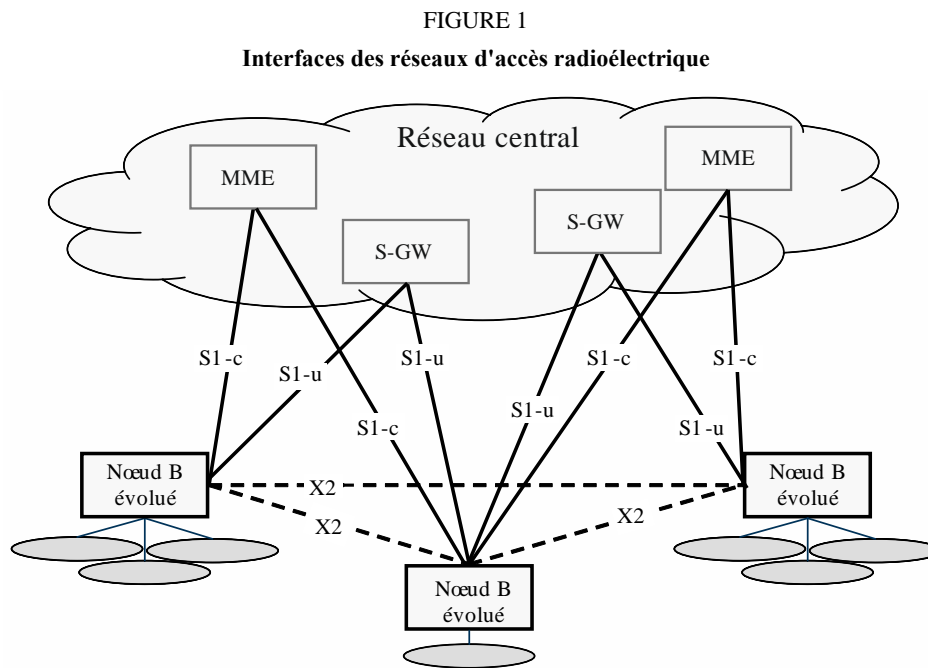 FIGURE 1
Interfaces des réseaux d'accès radioélectrique
Réseau central
MME
MME
S-GW
S-GW
S1-c
S1-u
S1-u
S1-c
S1-u
S1-c
S1-c
S1-u
Nœud B
évolué
X2
X2
X2
Nœud B
évolué
Nœud B
évolué